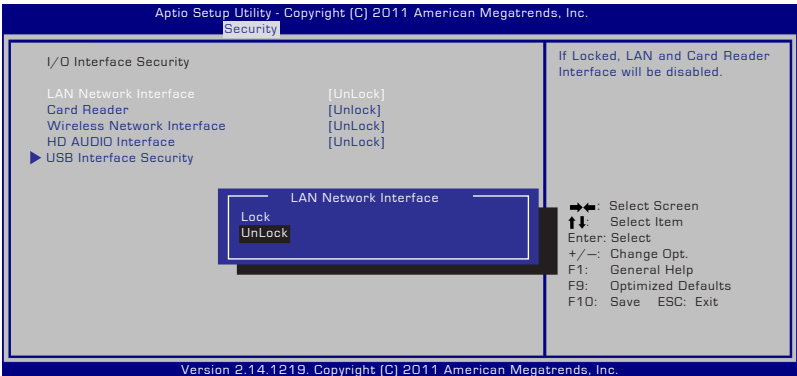 Aptio Setup Utility - Copyright (C) 2011 American Megatrends, Inc.
Security
I/O Interface Security
LAN Network Interface [UnLock]
Card Reader [Unlock]
Wireless Network Interface [UnLock]
HD AUDIO Interface [UnLock]
USB Interface Security
If Locked, LAN and Card Reader
Interface will be disabled.
LAN Network Interface
Lock
UnLock
→←: Select Screen
↑↓: Select Item
Enter: Select
+/—: Change Opt.
F1: General Help
F9: Optimized Defaults
F10: Save ESC: Exit
Version 2.14.1219. Copyright (C) 2011 American Megatrends, Inc.